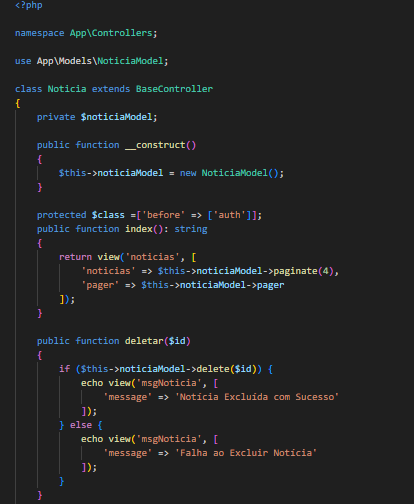 <?php
namespace App\Controllers;
use App\Models\NoticiaModel;
class Noticia extends BaseController
{
    private $noticiaModel;
    public function __construct()
    {
        $this->noticiaModel = new NoticiaModel();
    }
    protected $class =['before' => ['auth']];
    public function index(): string
    {
        return view('noticias', [
            'noticias' => $this->noticiaModel->paginate(4),
            'pager' => $this->noticiaModel->pager
        ]);
    }
    public function deletar($id)
    {
        if ($this->noticiaModel->delete($id)) {
            echo view('msgNoticia', [
                'message' => 'Notícia Excluída com Sucesso'
            ]);
        } else {
            echo view('msgNoticia', [
                'message' => 'Falha ao Excluir Notícia'
            ]);
        }
    }